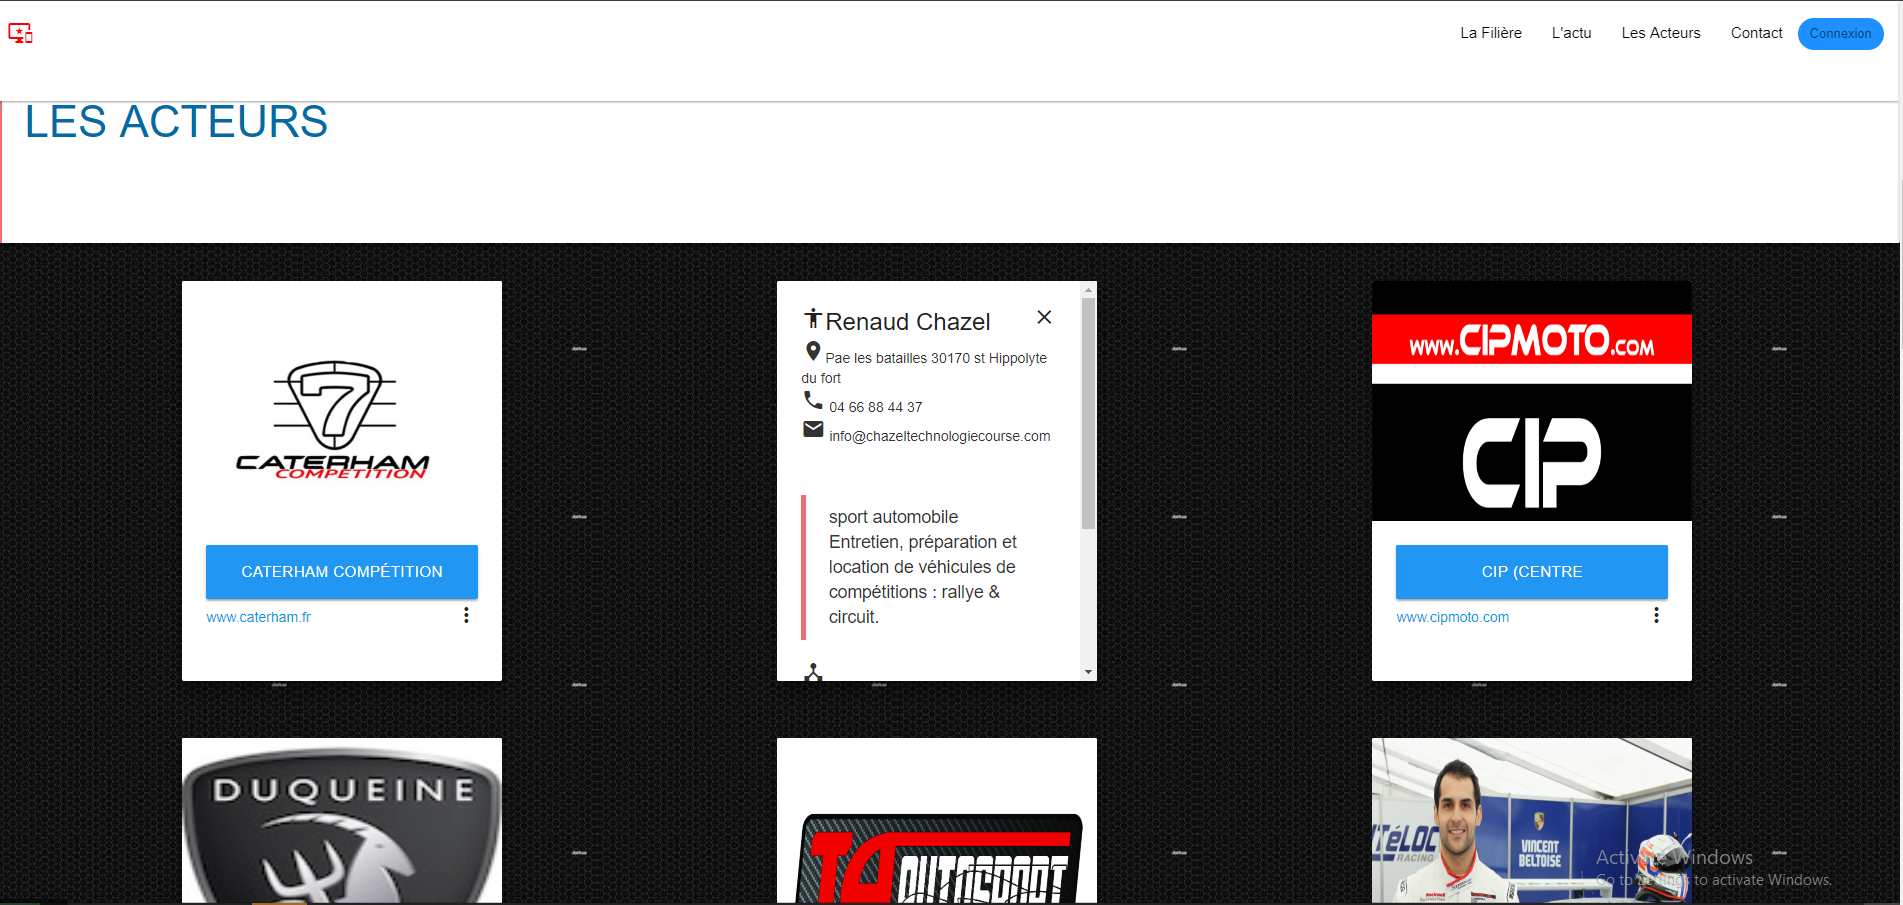 La Filière L'actu Les Acteurs Contact Connexion
LES ACTEURS
7
CATERHAM
COMPETITION
CATERHAM COMPÉTITION
www.caterham.fr
Renaud Chazel
Pae les batailles 30170 st Hippolyte
du fort
04 66 88 44 37
info@chazeltechnologiecourse.com
sport automobile
Entretien, préparation et
location de véhicules de
compétitions : rallye &
circuit.
www.CIPMOTO.COM
CIP
CIP (CENTRE
www.cipmoto.com
DUQUEINE
TA
AUTOSPORT
TéLOC
RACING
VINCENT
BELTOISE
Activate Windows
Go to Settings to activate Windows.